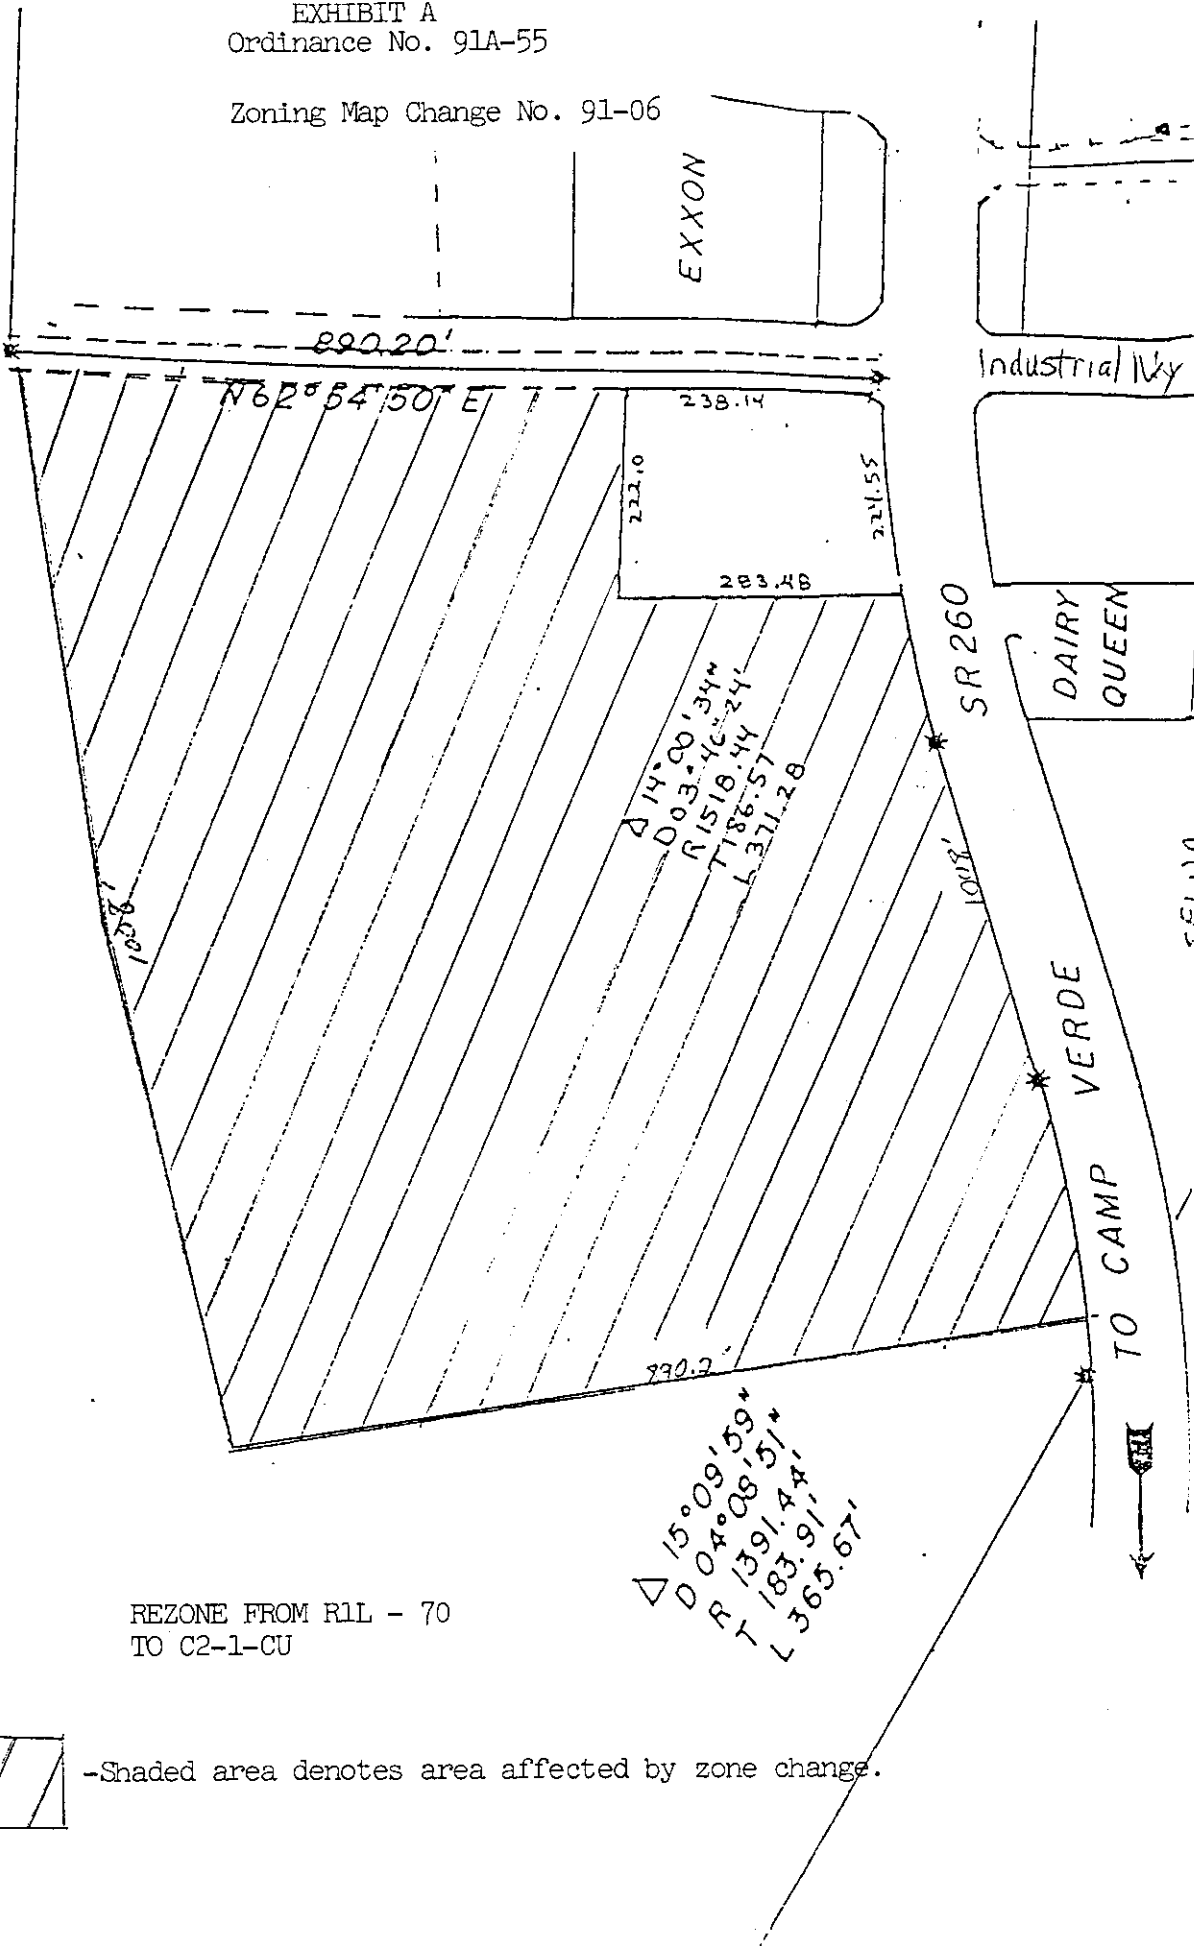 EXHIBIT A
Ordinance No. 91A-55
Zoning Map Change No. 91-06
EXXON
890.20'
N62°54'50" E
238.14
Industrial
222.0
224.55
283.48
SR 260
DAIRY
QUEEN
Δ 14°00'34"
D 03°46'24'
R 1518.44
T 186.57
L 371.28
1008'
VERDE
TO CAMP
890.2'
Δ 15°09'59"
D 04°08'51"
R 1391.44'
T 183.91'
L 365.67'
REZONE FROM R1L - 70
TO C2-1-CU
-Shaded area denotes area affected by zone change.